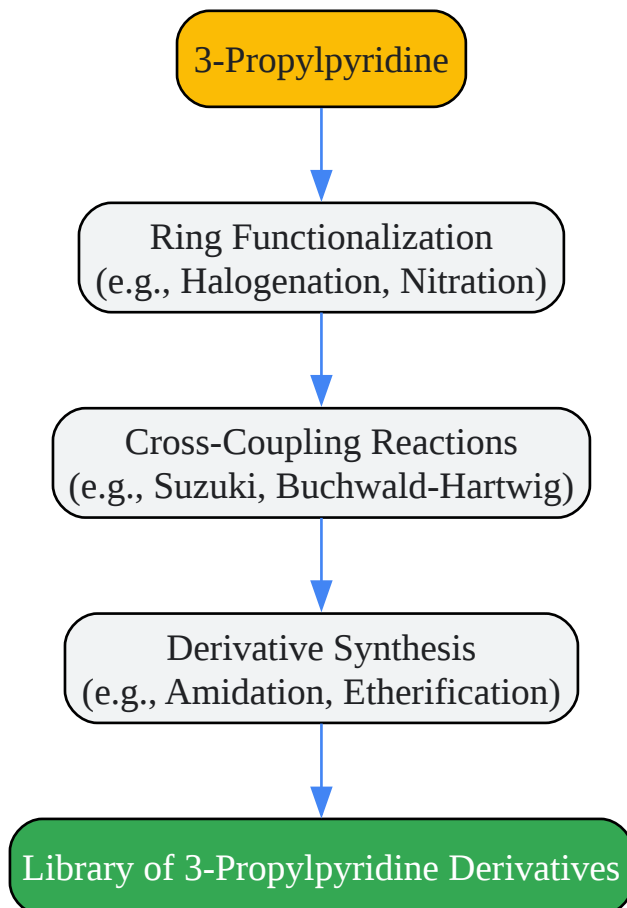 3-Propylpyridine
Ring Functionalization
(e.g., Halogenation, Nitration)
Cross-Coupling Reactions
(e.g., Suzuki, Buchwald-Hartwig)
Derivative Synthesis
(e.g., Amidation, Etherification)
Library of 3-Propylpyridine Derivatives